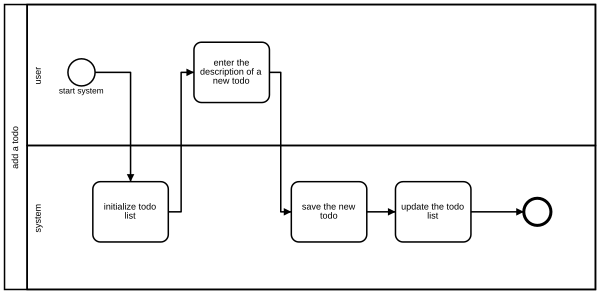 add a todo
user
start system
enter the
description of a
new todo
system
initialize todo
list
save the new
todo
update the todo
list